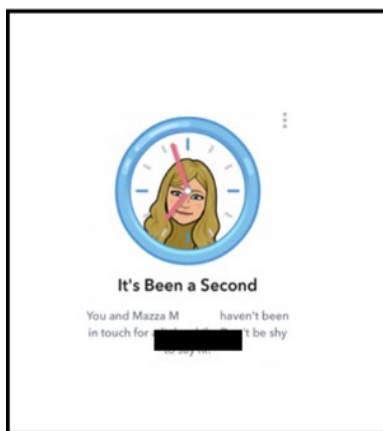 It's Been a Second
You and Mazza M haven't been
in touch for be shy
to say hi.